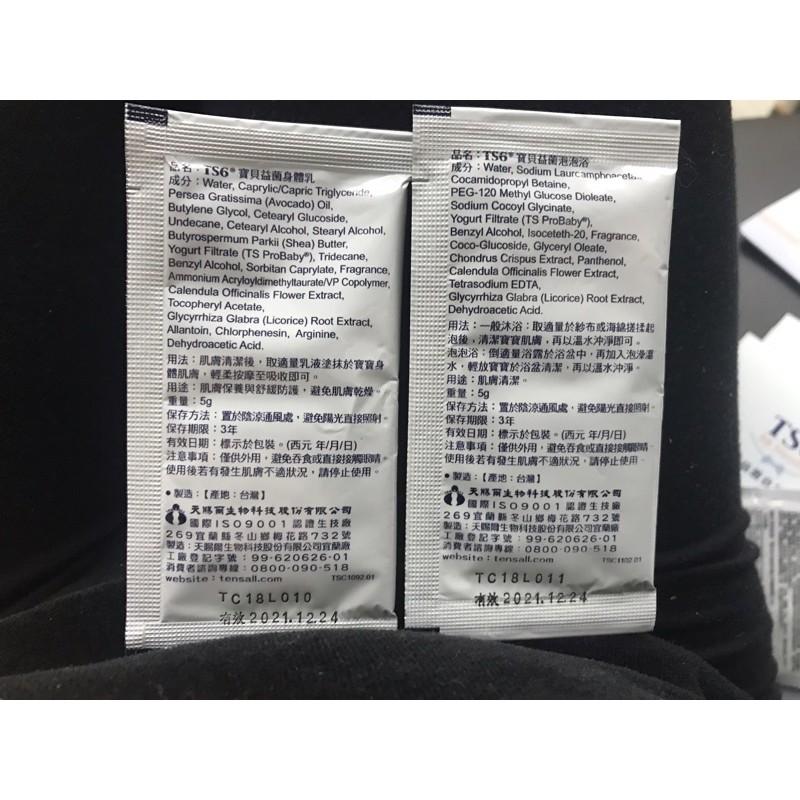 品名：TS6® 寶貝益菌身體乳
成分：Water, Caprylic/Capric Triglyceride,
Persea Gratissima (Avocado) Oil,
Butylene Glycol, Cetearyl Glucoside,
Undecane, Cetearyl Alcohol, Stearyl Alcohol,
Butyrospermum Parkii (Shea) Butter,
Yogurt Filtrate (TS ProBaby®), Tridecane,
Benzyl Alcohol, Sorbitan Caprylate, Fragrance,
Ammonium Acryloyldimethyltaurate/VP Copolymer,
Calendula Officinalis Flower Extract,
Tocopheryl Acetate,
Glycyrrhiza Glabra (Licorice) Root Extract,
Allantoin, Chlorphenesin, Arginine,
Dehydroacetic Acid.
用法：肌膚清潔後，取適量乳液塗抹於寶寶身
體肌膚，輕柔按摩至吸收即可。
用途：肌膚保養與舒緩防護，避免肌膚乾燥。
重量：5g
保存方法：置於陰涼通風處，避免陽光直接照射。
保存期限：3年
有效日期：標示於包裝。(西元 年/月/日)
注意事項：僅供外用，避免吞食或直接接觸眼睛。
使用後若有發生肌膚不適狀況，請停止使用。
• 製造：【產地：台灣】
天賜爾生物科技股份有限公司
國際ISO9001認證生技廠
269宜蘭縣冬山鄉梅花路732號
製造：天賜爾生物科技股份有限公司宜蘭廠
工廠登記字號：99-620626-01
消費者諮詢專線：0800-090-518
website：tensall.com TSC1092.01
TC18L010
有效 2021.12.24
品名：TS6® 寶貝益菌泡泡浴
成分：Water, Sodium
Cocamidopropyl Betaine,
PEG-120 Methyl Glucose Dioleate,
Sodium Cocoyl Glycinate,
Yogurt Filtrate (TS ProBaby®),
Benzyl Alcohol, Isoceteth-20, Fragrance,
Coco-Glucoside, Glyceryl Oleate,
Chondrus Crispus Extract, Panthenol,
Calendula Officinalis Flower Extract,
Tetrasodium EDTA,
Glycyrrhiza Glabra (Licorice) Root Extract,
Dehydroacetic Acid.
用法：一般沐浴：取適量於紗布或海綿搓揉起
泡後，清潔寶寶肌膚，再以溫水沖淨即可。
泡泡浴：倒適量浴露於浴盆中，再加入泡澡溫
水，輕放寶寶於浴盆清潔，再以溫水沖淨。
用途：肌膚清潔。
重量：5g
保存方法：置於陰涼通風處，避免陽光直接照射。
保存期限：3年
有效日期：標示於包裝。(西元 年/月/日)
注意事項：僅供外用，避免吞食或直接接觸眼睛。
使用後若有發生肌膚不適狀況，請停止使用。
• 製造：【產地：台灣】
天賜爾生物科技股份有限公司
國際ISO9001認證生技廠
269宜蘭縣冬山鄉梅花路732號
製造：天賜爾生物科技股份有限公司宜蘭廠
工廠登記字號：99-620626-01
消費者諮詢專線：0800-090-518
website：tensall.com TSC1102.01
TC18L011
有效 2021.12.24